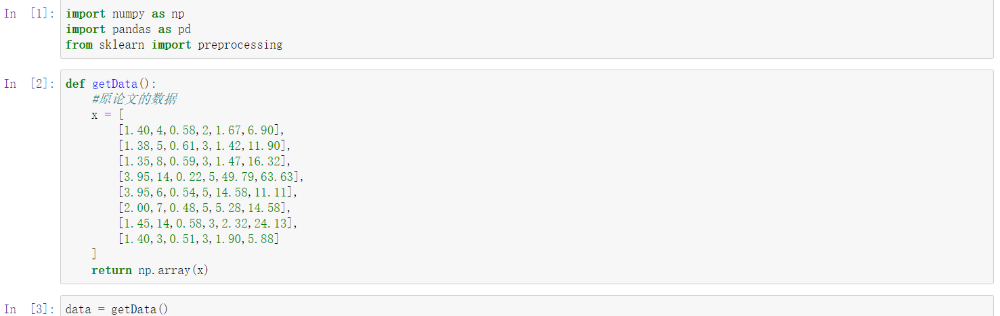 In [1]: import numpy as np
import pandas as pd
from sklearn import preprocessing
In [2]: def getData():
    #原论文的数据
    x = [
        [1.40,4,0.58,2,1.67,6.90],
        [1.38,5,0.61,3,1.42,11.90],
        [1.35,8,0.59,3,1.47,16.32],
        [3.95,14,0.22,5,49.79,63.63],
        [3.95,6,0.54,5,14.58,11.11],
        [2.00,7,0.48,5,5.28,14.58],
        [1.45,14,0.58,3,2.32,24.13],
        [1.40,3,0.51,3,1.90,5.88]
    ]
    return np.array(x)
In [3]: data = getData()